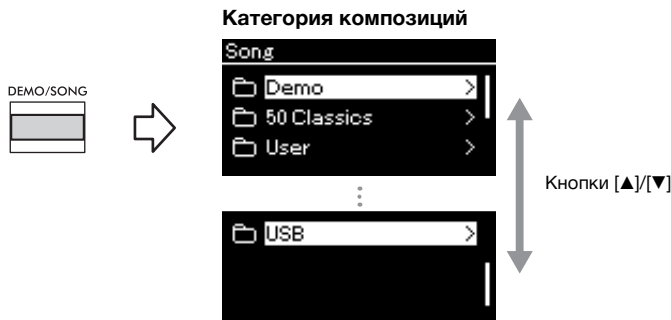 Категория композиций
Song
DEMO/SONG
Demo >
50 Classics >
User >
Кнопки [▲]/[▼]
USB >